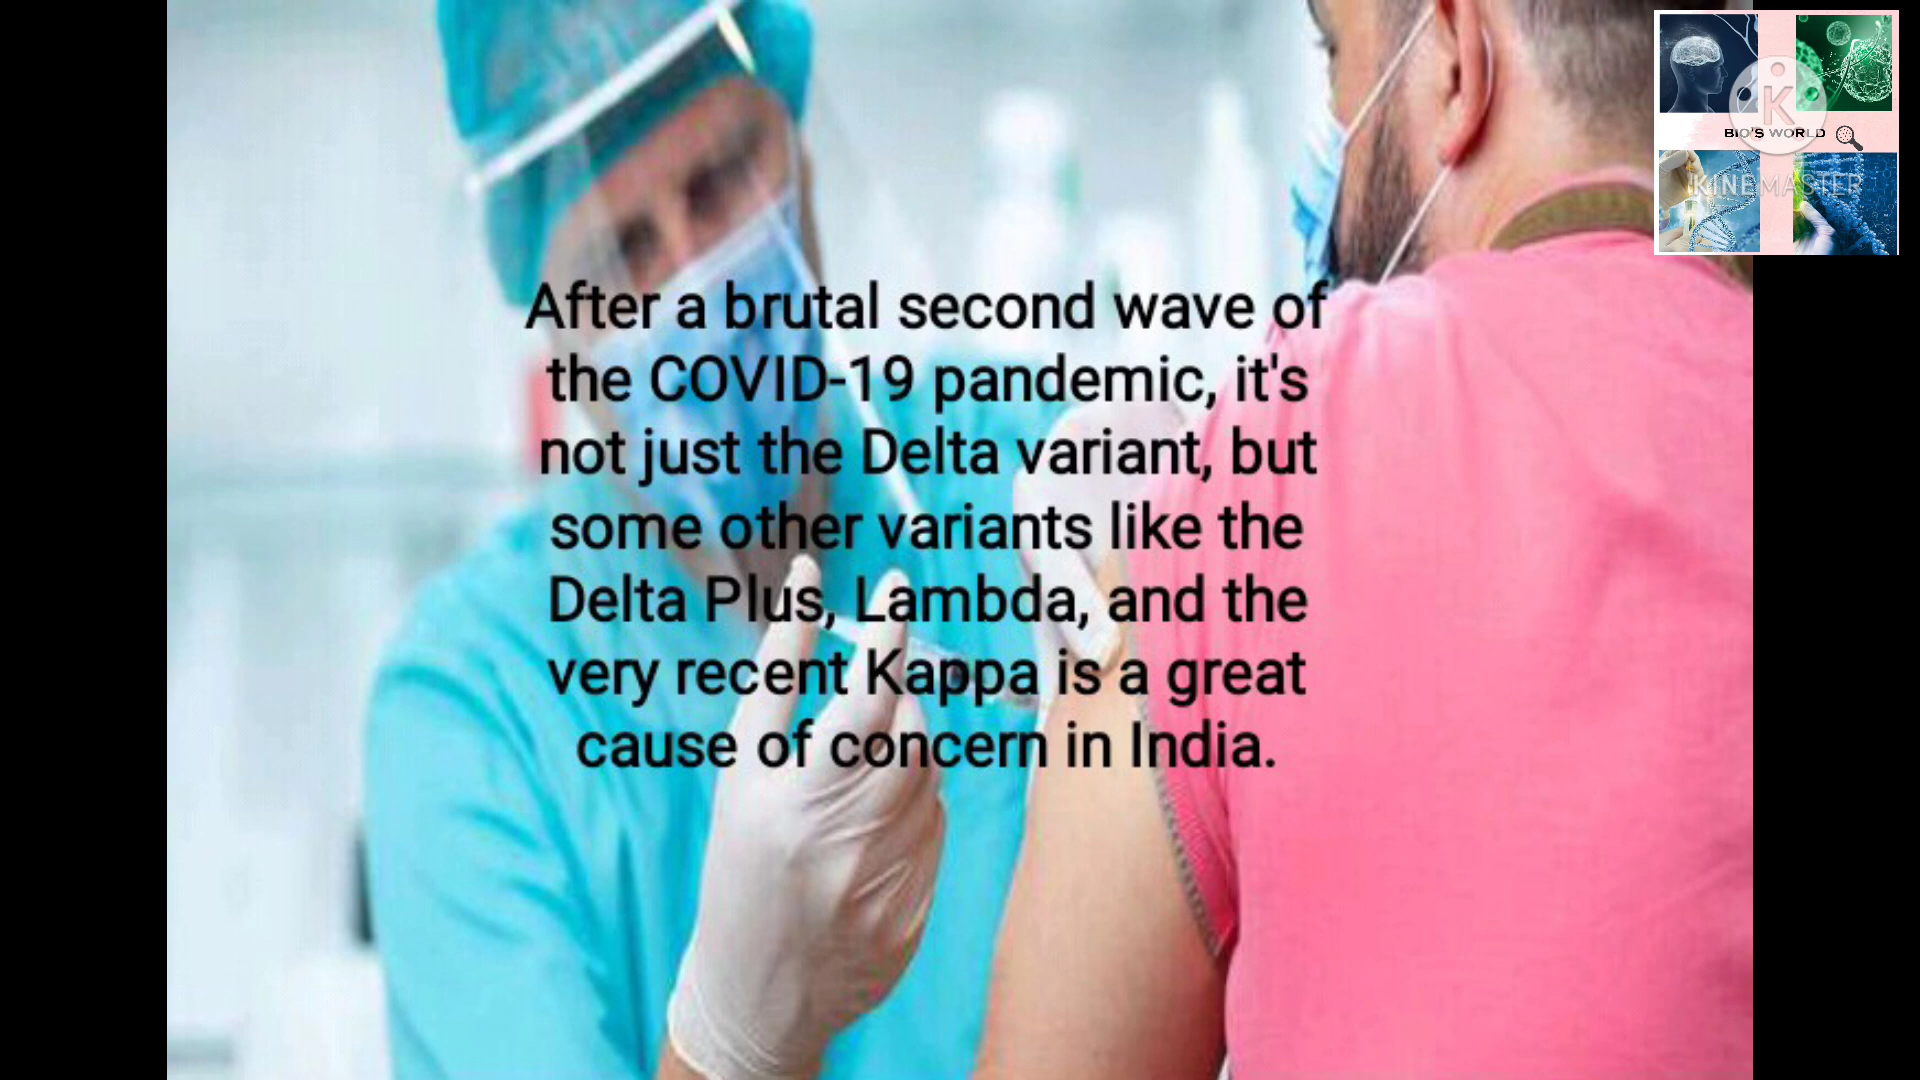 After a brutal second wave of
the COVID-19 pandemic, it's
not just the Delta variant, but
some other variants like the
Delta Plus, Lambda, and the
very recent Kappa is a great
cause of concern in India.
K
BIO'S WORLD
KINEMASTER